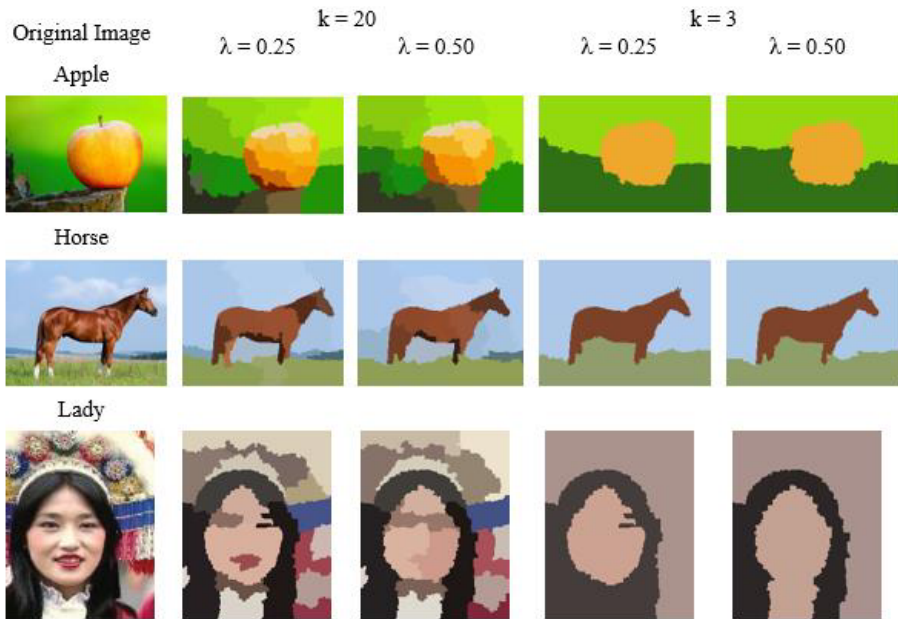 Original Image
k = 20
k = 3
λ = 0.25
λ = 0.50
λ = 0.25
λ = 0.50
Apple
Horse
Lady